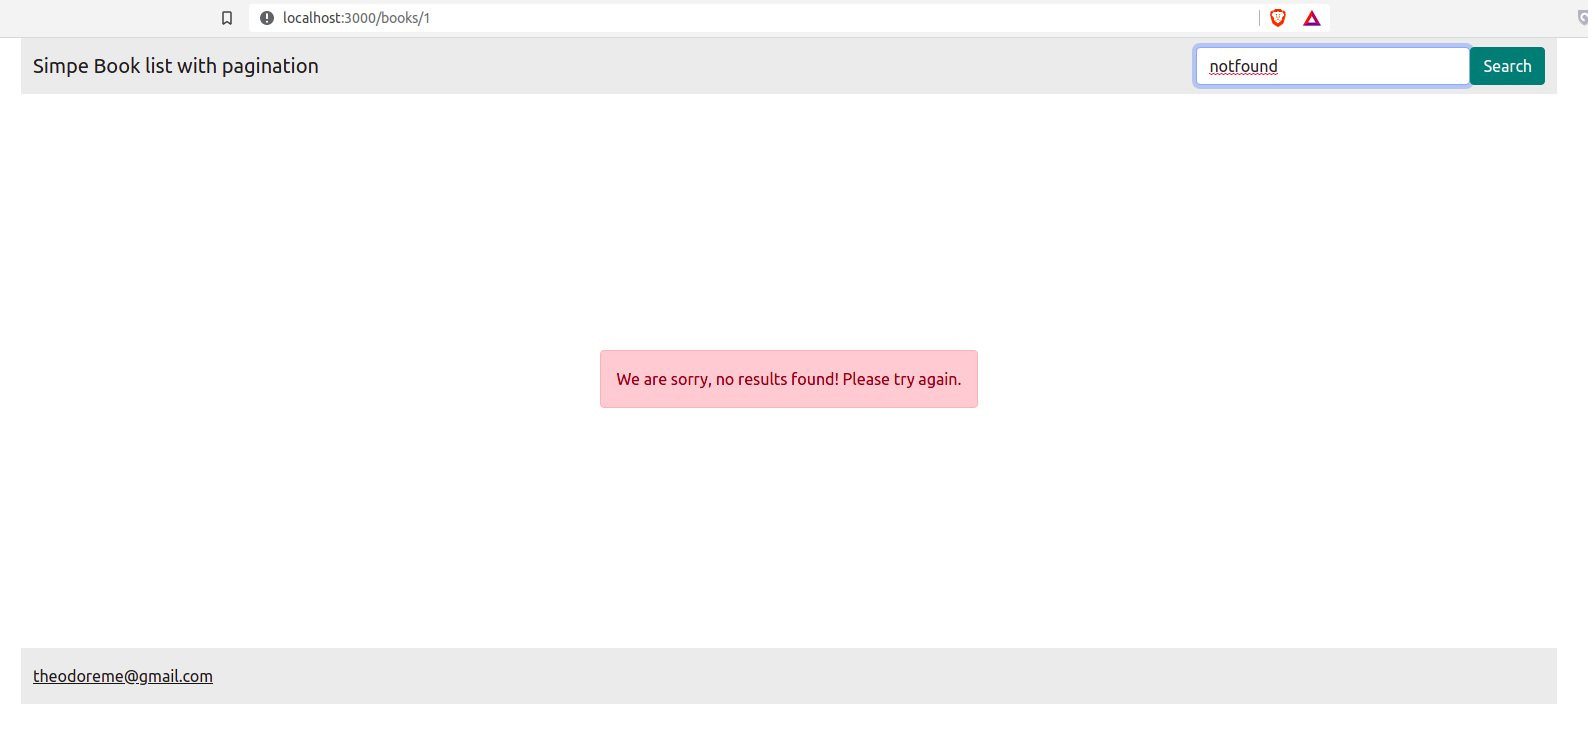 localhost:3000/books/1
Simpe Book list with pagination
notfound
Search
We are sorry, no results found! Please try again.
theodoreme@gmail.com